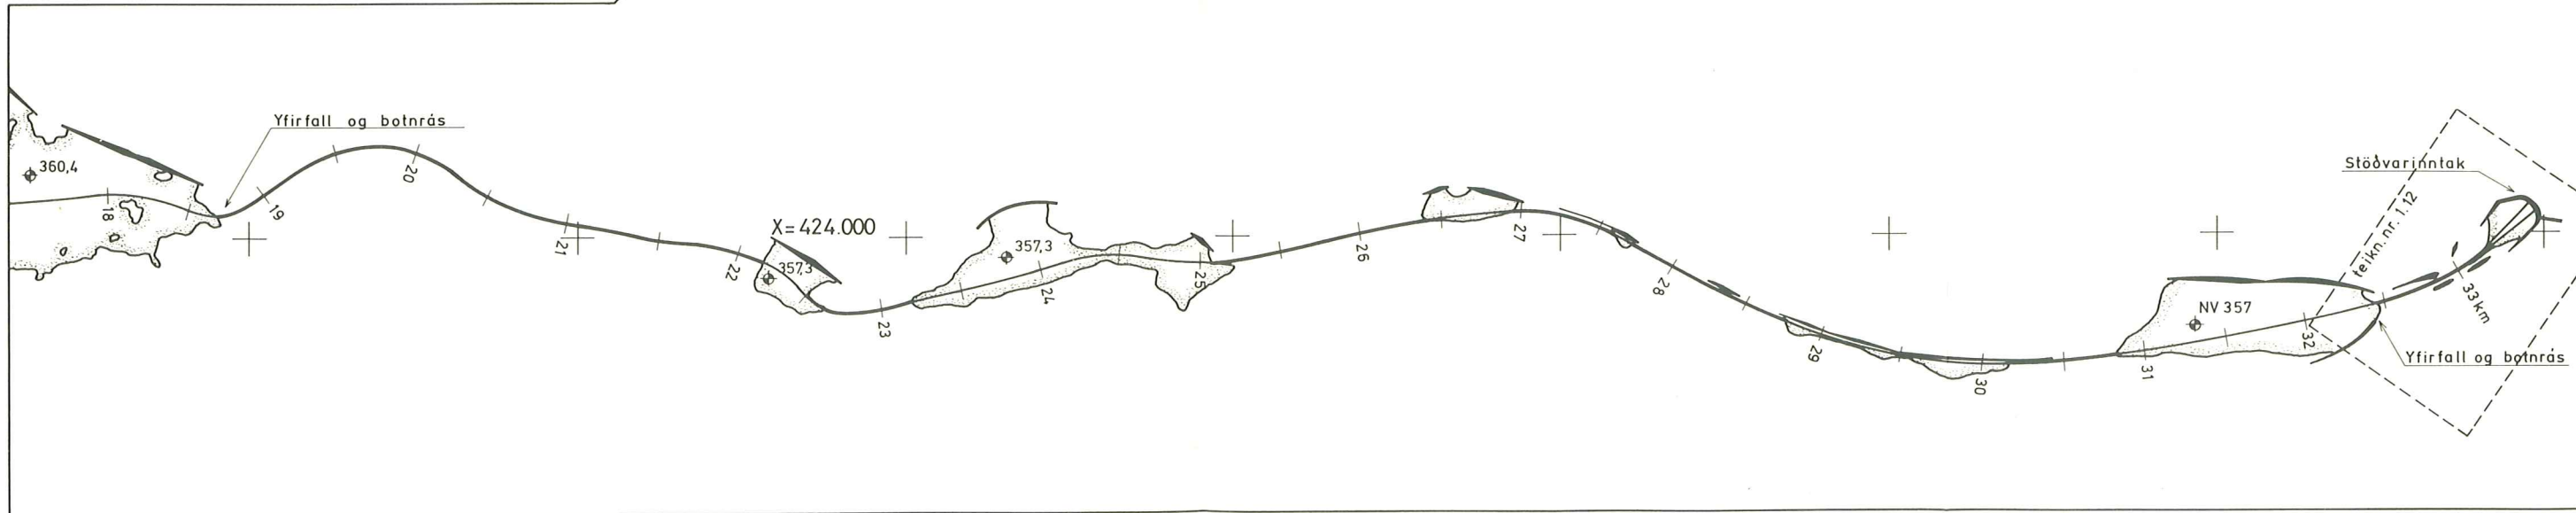 Yfirfall og botnrás
360,4
18
19
20
21
22
X=424.000
357,3
23
357,3
24
25
26
27
28
29
30
31
NV 357
32
teikn. nr. 1.12
Stöðvarinntak
33 km
Yfirfall og botnrás